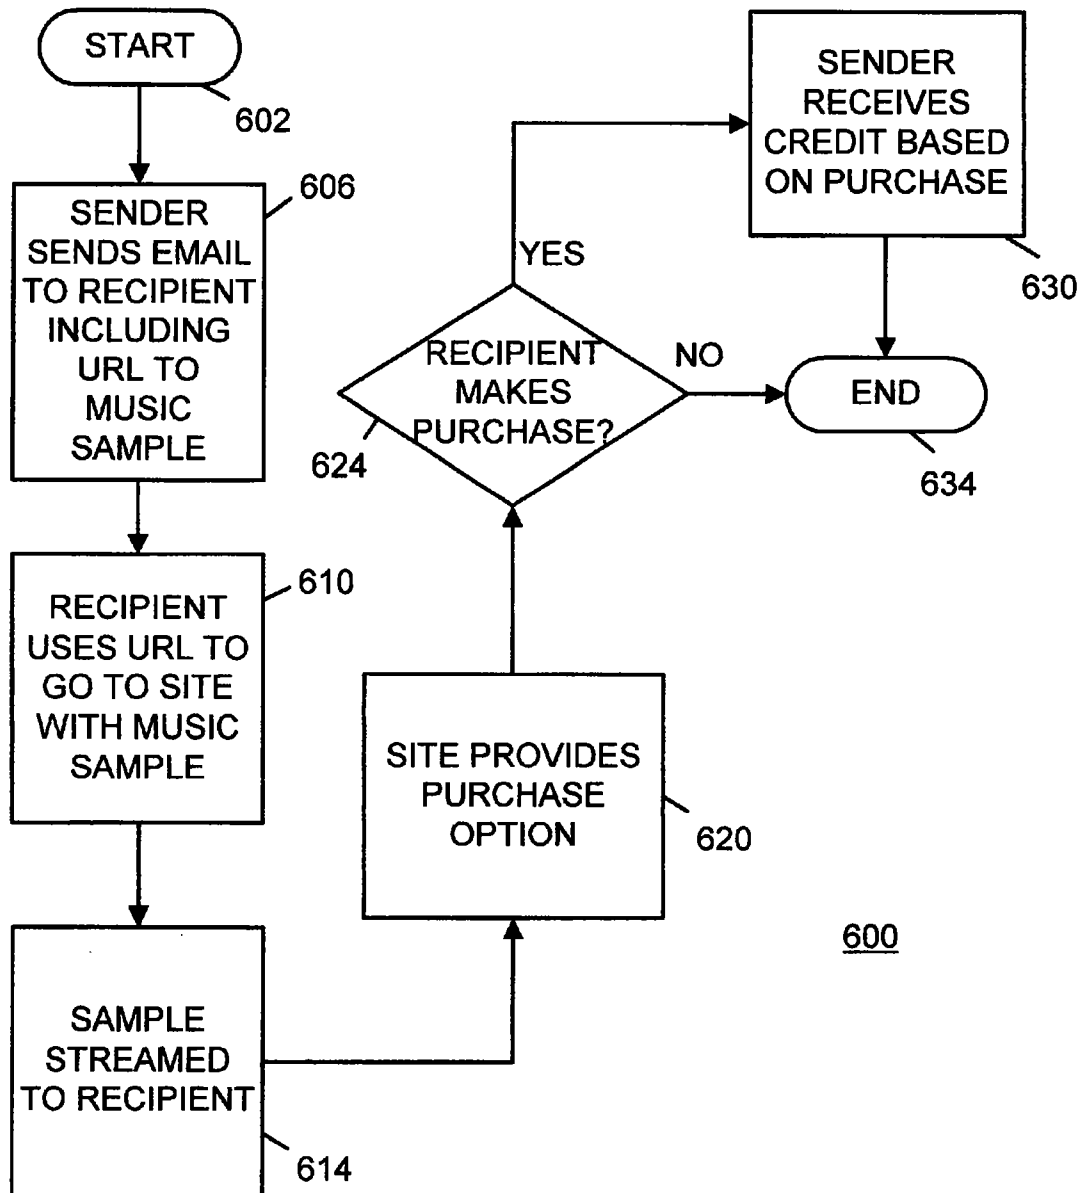 START
602
SENDER
SENDS EMAIL
TO RECIPIENT
INCLUDING
URL TO
MUSIC
SAMPLE
606
RECIPIENT
USES URL TO
GO TO SITE
WITH MUSIC
SAMPLE
610
SAMPLE
STREAMED
TO RECIPIENT
614
SITE PROVIDES
PURCHASE
OPTION
620
RECIPIENT
MAKES
PURCHASE?
624
YES
NO
SENDER
RECEIVES
CREDIT BASED
ON PURCHASE
630
END
634
600